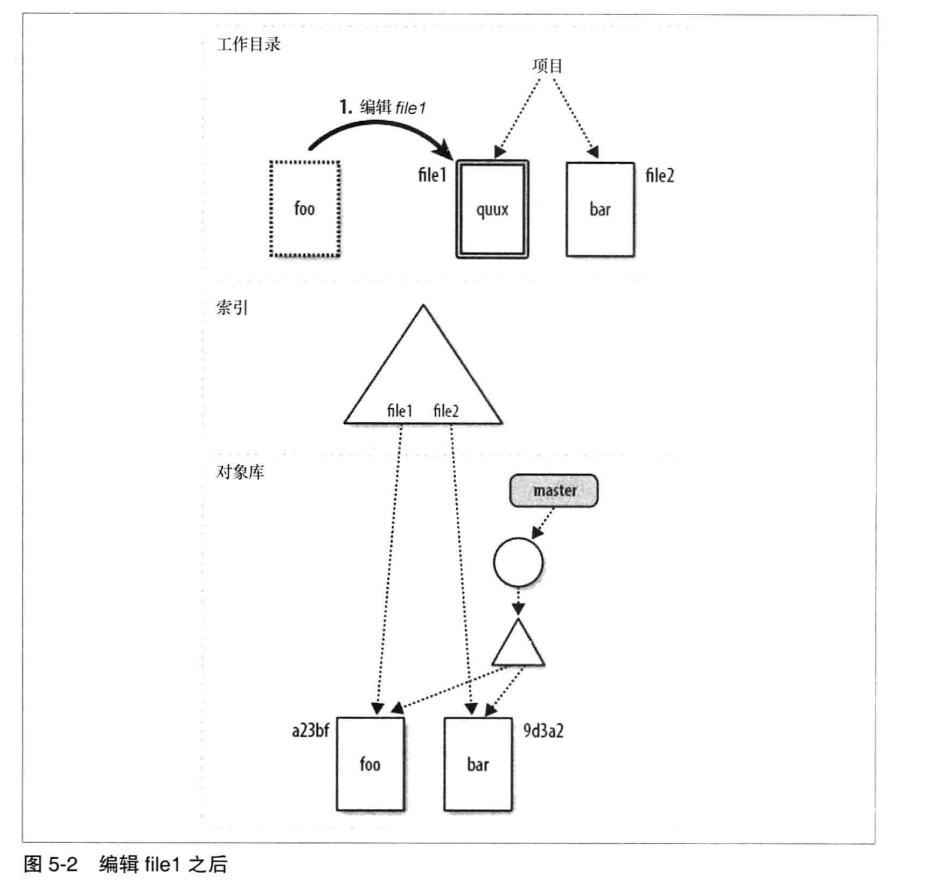 工作目录
项目
1. 编辑 file1
file1
file2
foo
quux
bar
索引
file1
file2
对象库
master
a23bf
9d3a2
foo
bar
图 5-2 编辑 file1 之后